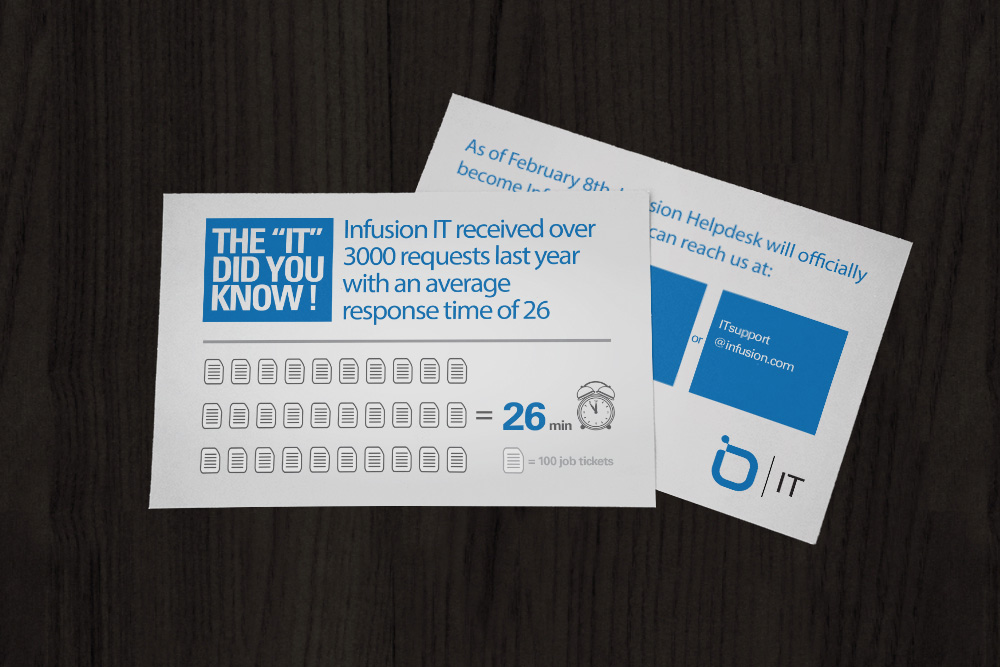 THE "IT"
DID YOU
KNOW !
Infusion IT received over
3000 requests last year
with an average
response time of 26
= 26 min
= 100 job tickets
As of February 8th
sion Helpdesk will officially
become
can reach us at:
or
ITsupport
@infusion.com
IT